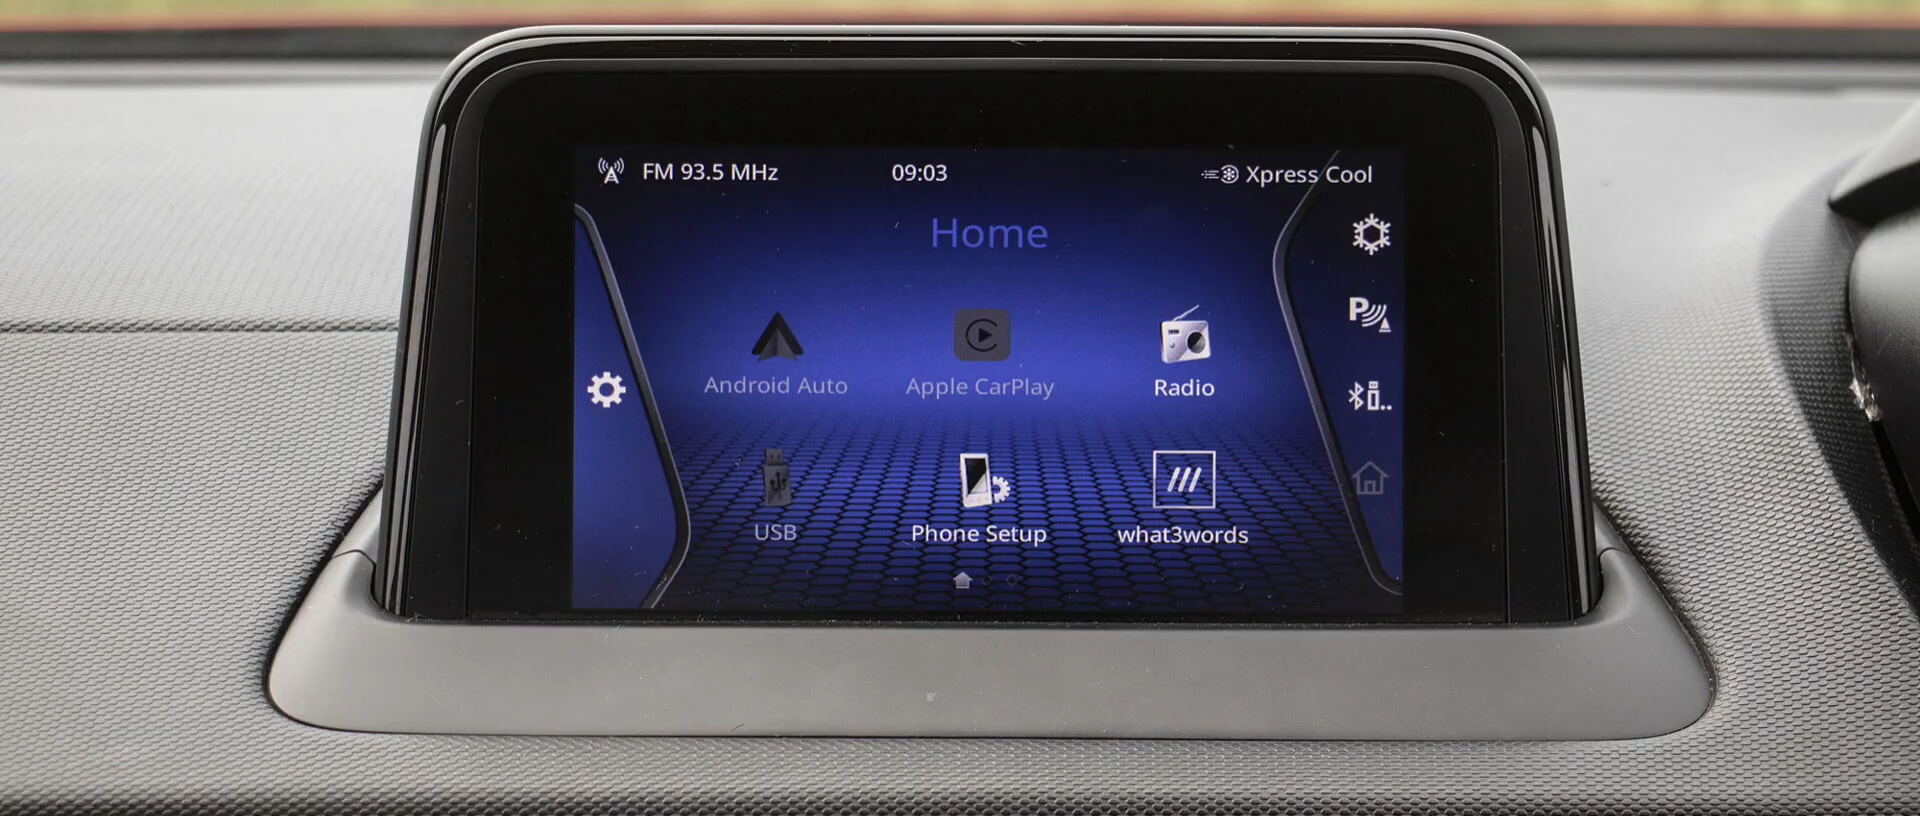 FM 93.5 MHz 09:03 Xpress Cool
Home
Android Auto Apple CarPlay Radio
USB Phone Setup what3words
P